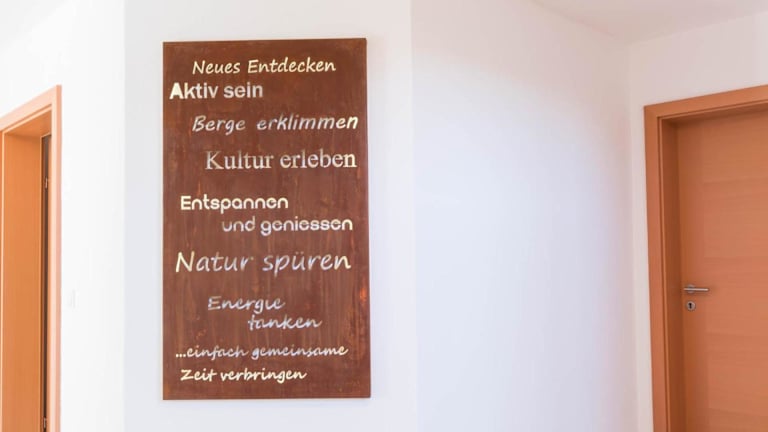 Neues Entdecken
Aktiv sein
Berge erklimmen
Kultur erleben
Entspannen
und geniessen
Natur spüren
Energie
tanken
...einfach gemeinsame
Zeit verbringen